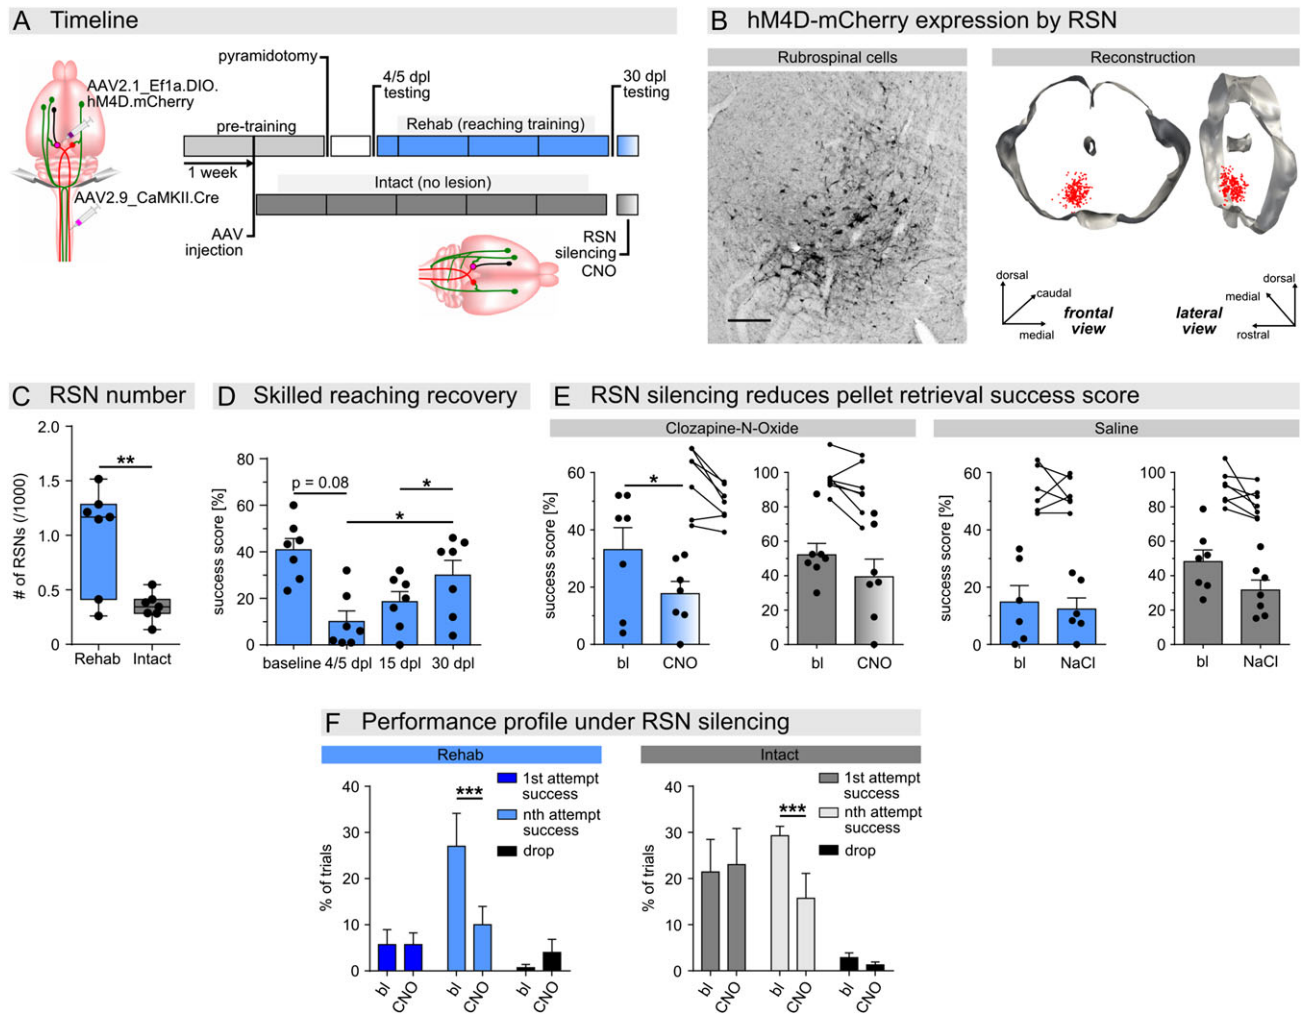 A Timeline
AAV2.1_Ef1a.DIO.
hM4D.mCherry
AAV2.9_CaMKII.Cre
pyramidotomy
4/5 dpl
testing
30 dpl
testing
pre-training
Rehab (reaching training)
1 week
Intact (no lesion)
AAV
injection
RSN
silencing
CNO
B hM4D-mCherry expression by RSN
Rubrospinal cells
Reconstruction
dorsal
caudal
medial
frontal
view
lateral
view
dorsal
medial
rostral
C RSN number
# of RSNs (/1000)
2.0
1.5
1.0
0.5
0
**
Rehab Intact
D Skilled reaching recovery
success score [%]
80
60
40
20
0
p = 0.08
*
*
baseline 4/5 dpl 15 dpl 30 dpl
E RSN silencing reduces pellet retrieval success score
Clozapine-N-Oxide
success score [%]
60
40
20
0
*
bl CNO
success score [%]
100
80
60
40
20
0
bl CNO
Saline
success score [%]
60
40
20
0
bl NaCl
success score [%]
100
80
60
40
20
0
bl NaCl
F Performance profile under RSN silencing
Rehab
% of trials
40
30
20
10
0
***
1st attempt
success
nth attempt
success
drop
bl CNO bl CNO bl CNO
Intact
% of trials
40
30
20
10
0
***
1st attempt
success
nth attempt
success
drop
bl CNO bl CNO bl CNO